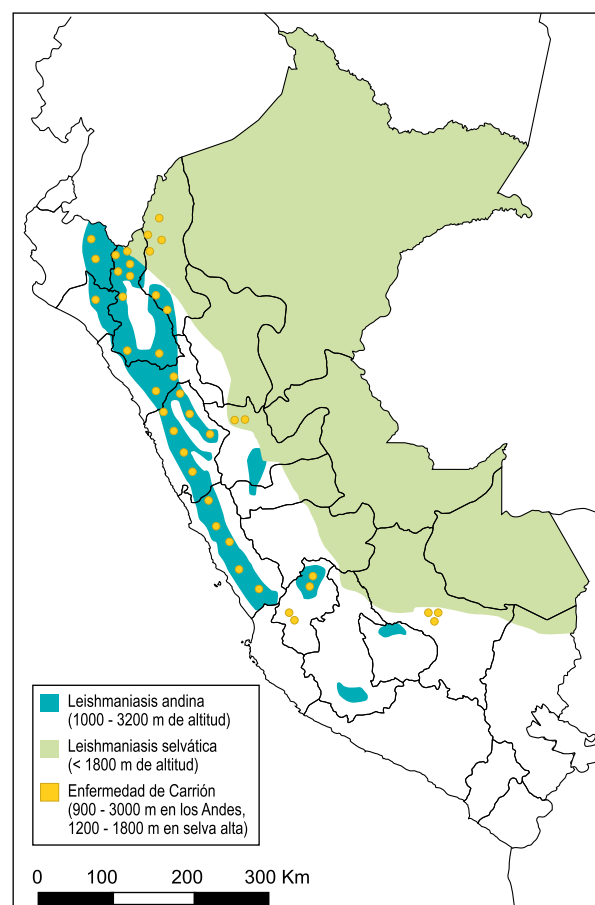 Leishmaniasis andina
(1000 - 3200 m de altitud)
Leishmaniasis selvática
(< 1800 m de altitud)
Enfermedad de Carrión
(900 - 3000 m en los Andes,
1200 - 1800 m en selva alta)
0 100 200 300 Km